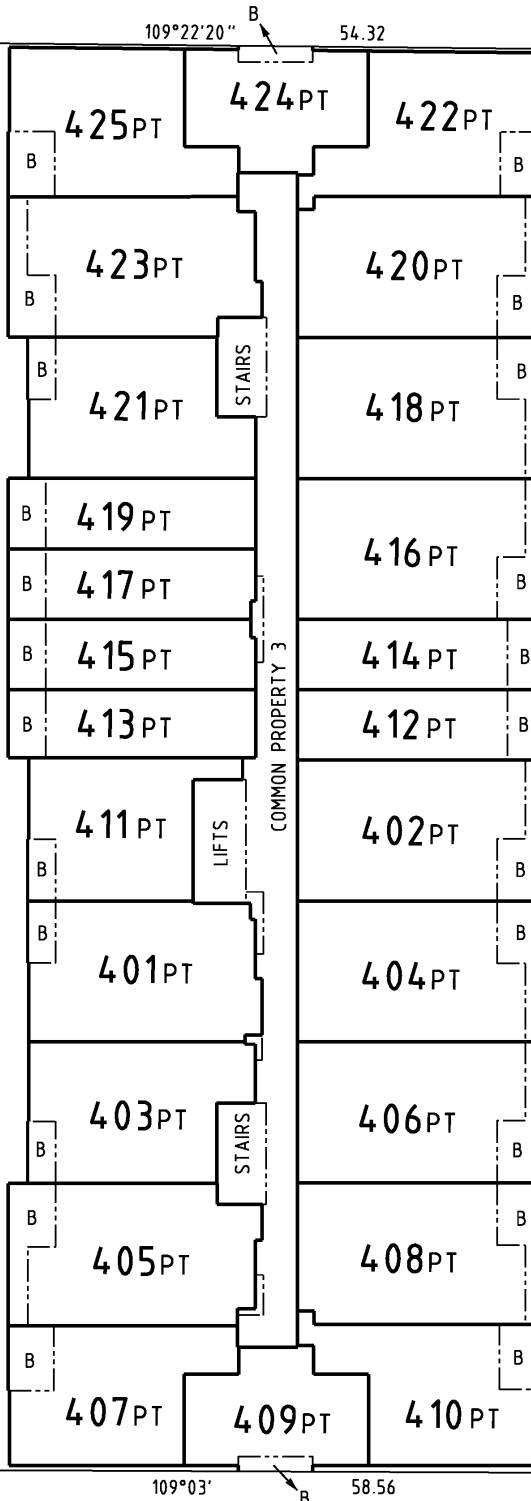 B
109°22'20" 54.32
424PT
425PT 422PT
B B
423PT 420PT
B B
STAIRS
B B
421PT 418PT
B 419PT
416PT
B 417PT B
B 415PT 414PT B
COMMON PROPERTY 3
B 413PT 412PT B
411PT LIFTS 402PT
B B
B B
401PT 404PT
403PT 406PT
STAIRS
B B
B B
405PT 408PT
B B
407PT 409PT 410PT
109°03' 58.56
B